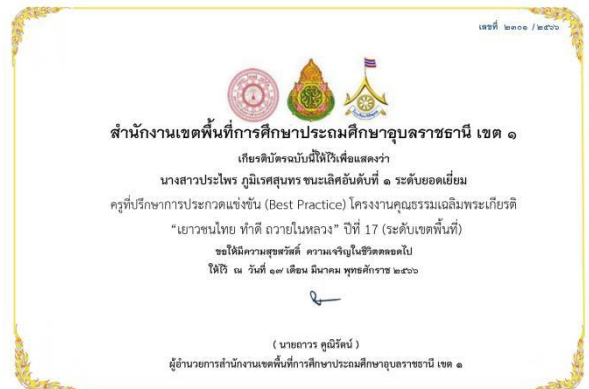 เลขที่ ๒๓๐๑ /๒๕๖๖
สำนักงานเขตพื้นที่การศึกษาประถมศึกษาอุบลราชธานี เขต ๑
เกียรติบัตรฉบับนี้ให้ไว้เพื่อแสดงว่า
นางสาวประไพร ภูมิเรศสุนทร ชนะเลิศอันดับที่ ๑ ระดับยอดเยี่ยม
ครูที่ปรึกษาการประกวดแข่งขัน (Best Practice) โครงงานคุณธรรมเฉลิมพระเกียรติ
“เยาวชนไทย ทำดี ถวายในหลวง” ปีที่ 17 (ระดับเขตพื้นที่)
ขอให้มีความสุขสวัสดิ์ ความเจริญในชีวิตตลอดไป
ให้ไว้ ณ วันที่ ๑๗ เดือน มีนาคม พุทธศักราช ๒๕๖๖
( นายถาวร คูณิรัตน์ )
ผู้อำนวยการสำนักงานเขตพื้นที่การศึกษาประถมศึกษาอุบลราชธานี เขต ๑